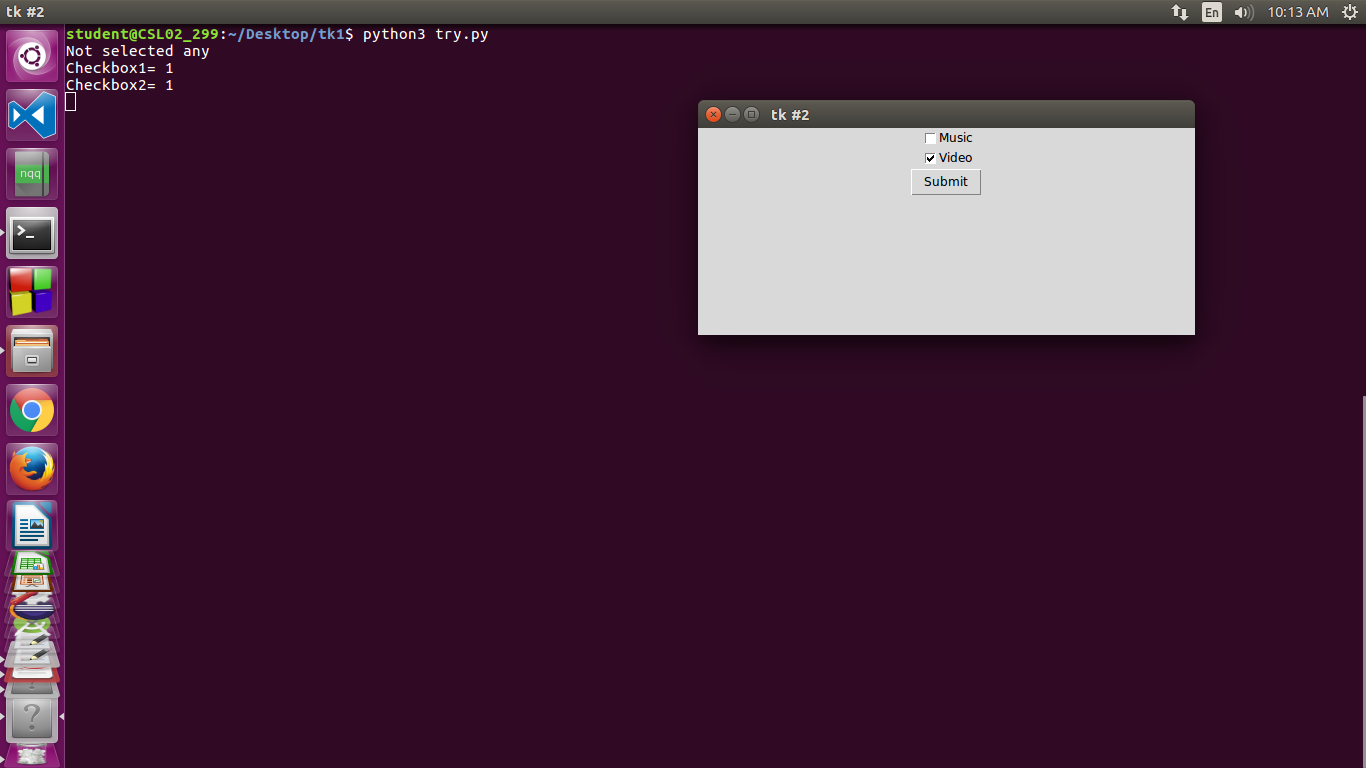 tk #2
En
10:13 AM
student@CSL02_299:~/Desktop/tk1$ python3 try.py
Not selected any
Checkbox1= 1
Checkbox2= 1
nqq
>_
tk #2
Music
Video
Submit
?